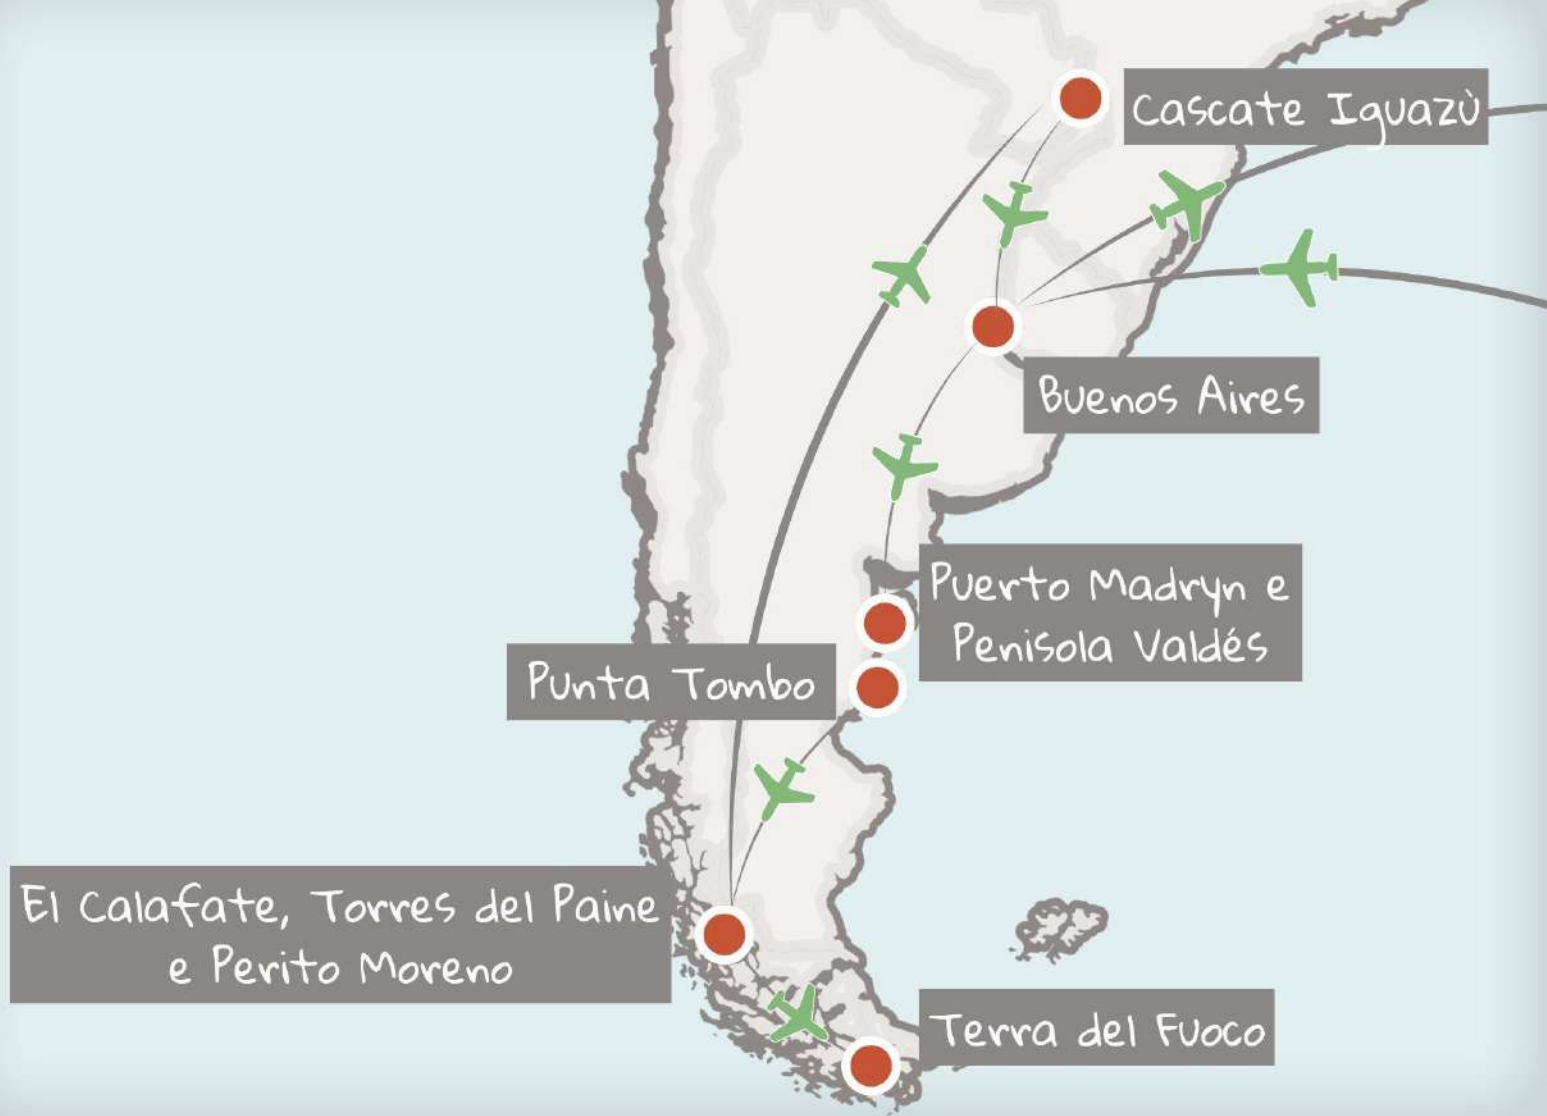 Cascate Iguazù
Buenos Aires
Puerto Madryn e
Penisola Valdés
Punta Tombo
El Calafate, Torres del Paine
e Perito Moreno
Terra del Fuoco